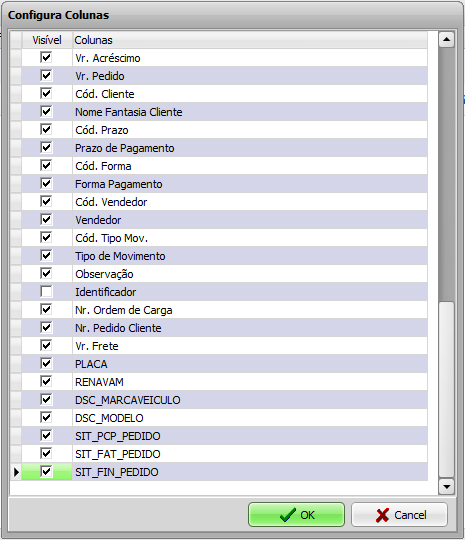 Configura Colunas
Visível Colunas
Vr. Acréscimo
Vr. Pedido
Cód. Cliente
Nome Fantasia Cliente
Cód. Prazo
Prazo de Pagamento
Cód. Forma
Forma Pagamento
Cód. Vendedor
Vendedor
Cód. Tipo Mov.
Tipo de Movimento
Observação
Identificador
Nr. Ordem de Carga
Nr. Pedido Cliente
Vr. Frete
PLACA
RENAVAM
DSC_MARCAVEICULO
DSC_MODELO
SIT_PCP_PEDIDO
SIT_FAT_PEDIDO
SIT_FIN_PEDIDO
OK Cancel